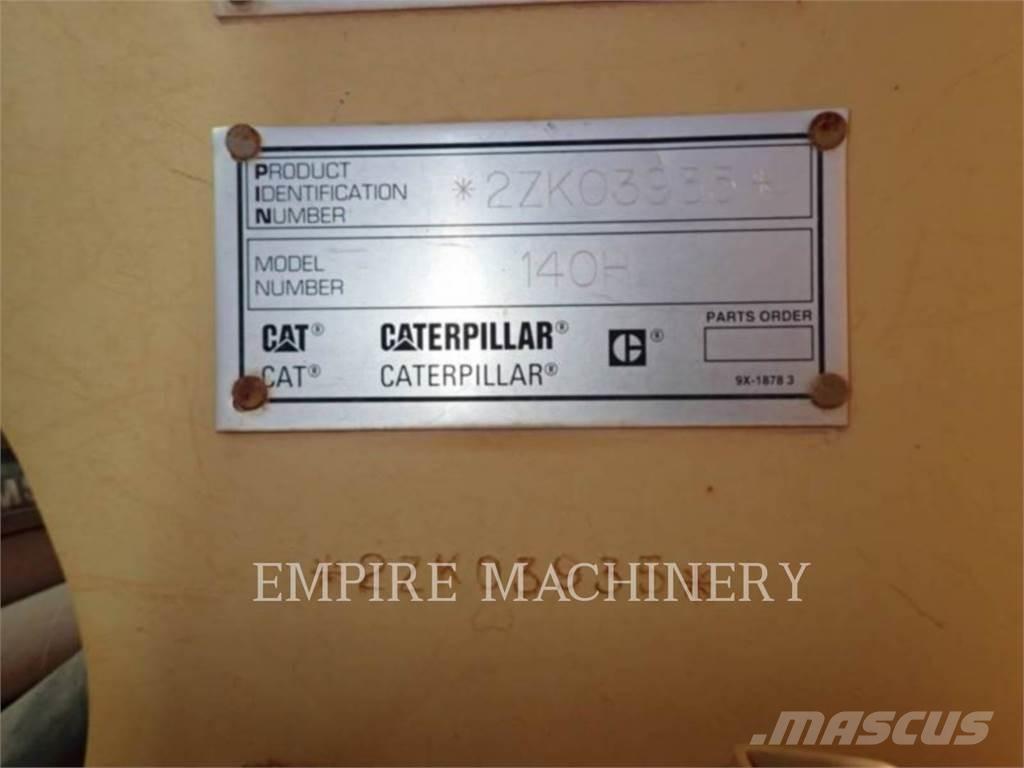 PRODUCT
IDENTIFICATION
NUMBER
*2ZK03935*
MODEL
NUMBER
140H
PARTS ORDER
CAT® CATERPILLAR® C®
CAT® CATERPILLAR®
9X-1878 3
*2ZK03935*
EMPIRE MACHINERY
MASCUS